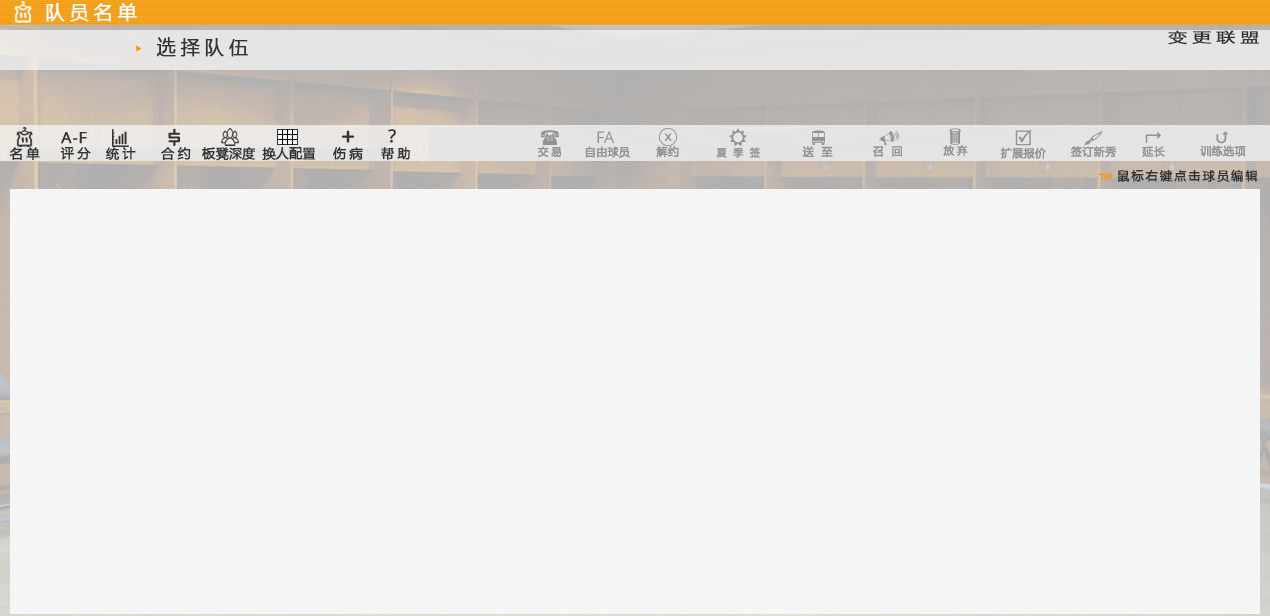 队员名单
选择队伍
变更联盟
A-F FA
名单 评分 统计 合约 板凳深度 换人配置 伤病 帮助 交易 自由球员 解约 夏季签 送至 召回 放弃 扩展报价 签订新秀 延长 训练选项
TIP 鼠标右键点击球员编辑